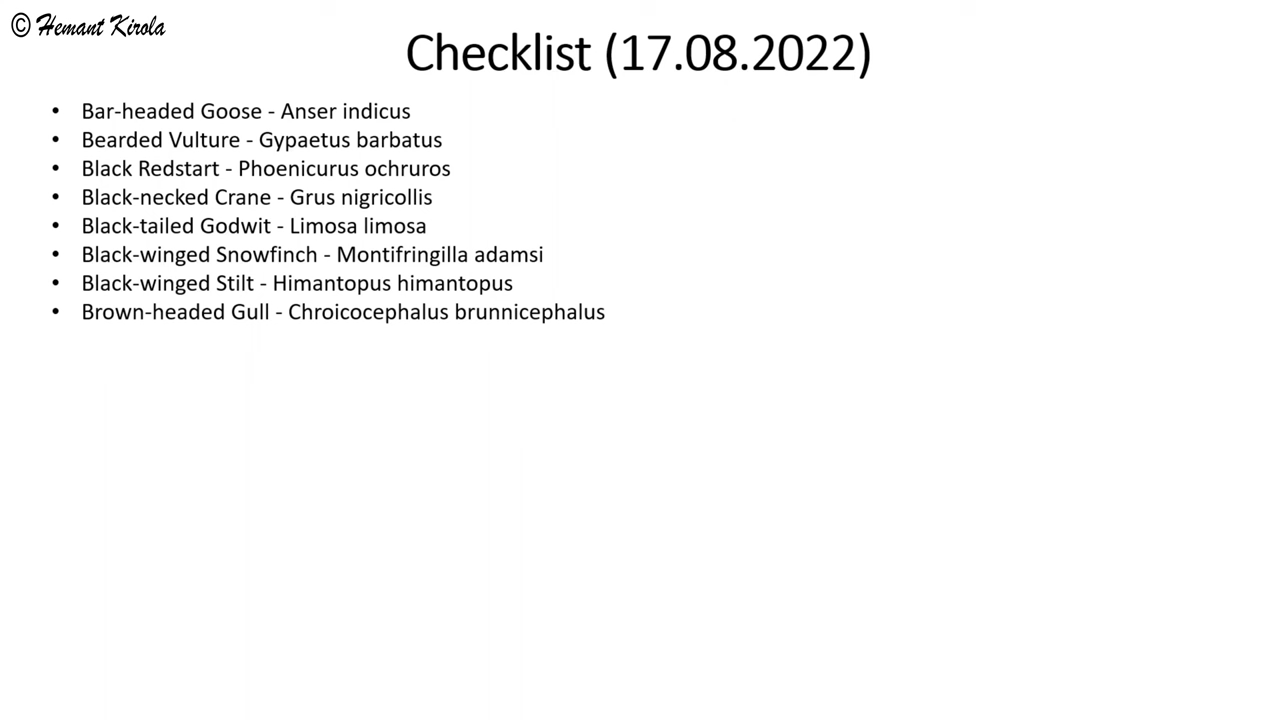 © Hemant Kirola
Checklist (17.08.2022)
• Bar-headed Goose - Anser indicus
• Bearded Vulture - Gypaetus barbatus
• Black Redstart - Phoenicurus ochruros
• Black-necked Crane - Grus nigricollis
• Black-tailed Godwit - Limosa limosa
• Black-winged Snowfinch - Montifringilla adamsi
• Black-winged Stilt - Himantopus himantopus
• Brown-headed Gull - Chroicocephalus brunnicephalus